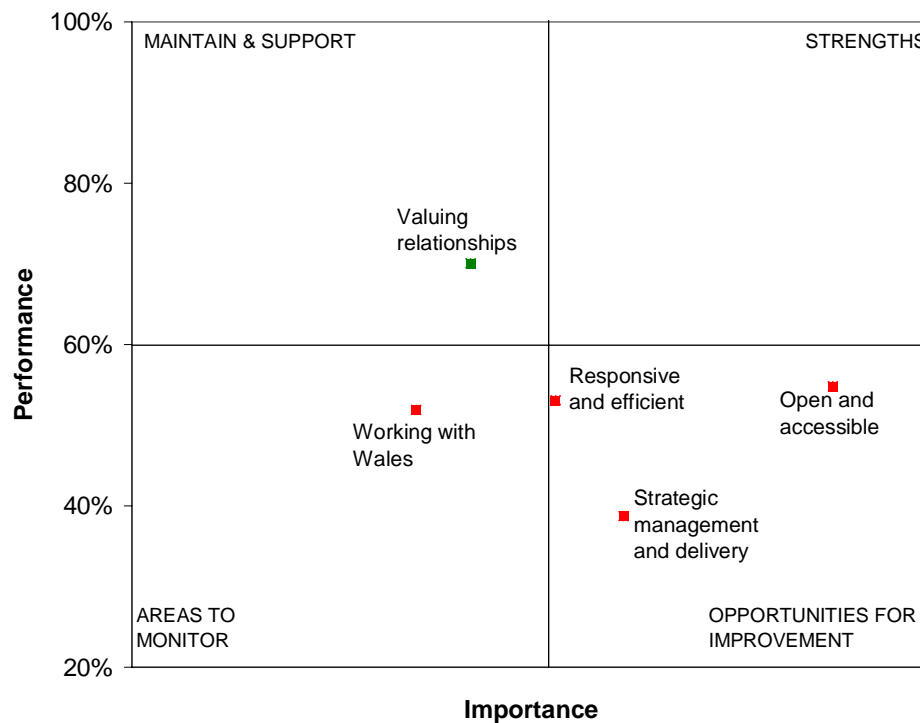 100%
MAINTAIN & SUPPORT
STRENGTHS
80%
Valuing
relationships
Performance
60%
Responsive
and efficient
Open and
accessible
Working with
Wales
40%
Strategic
management
and delivery
AREAS TO
MONITOR
OPPORTUNITIES FOR
IMPROVEMENT
20%
Importance